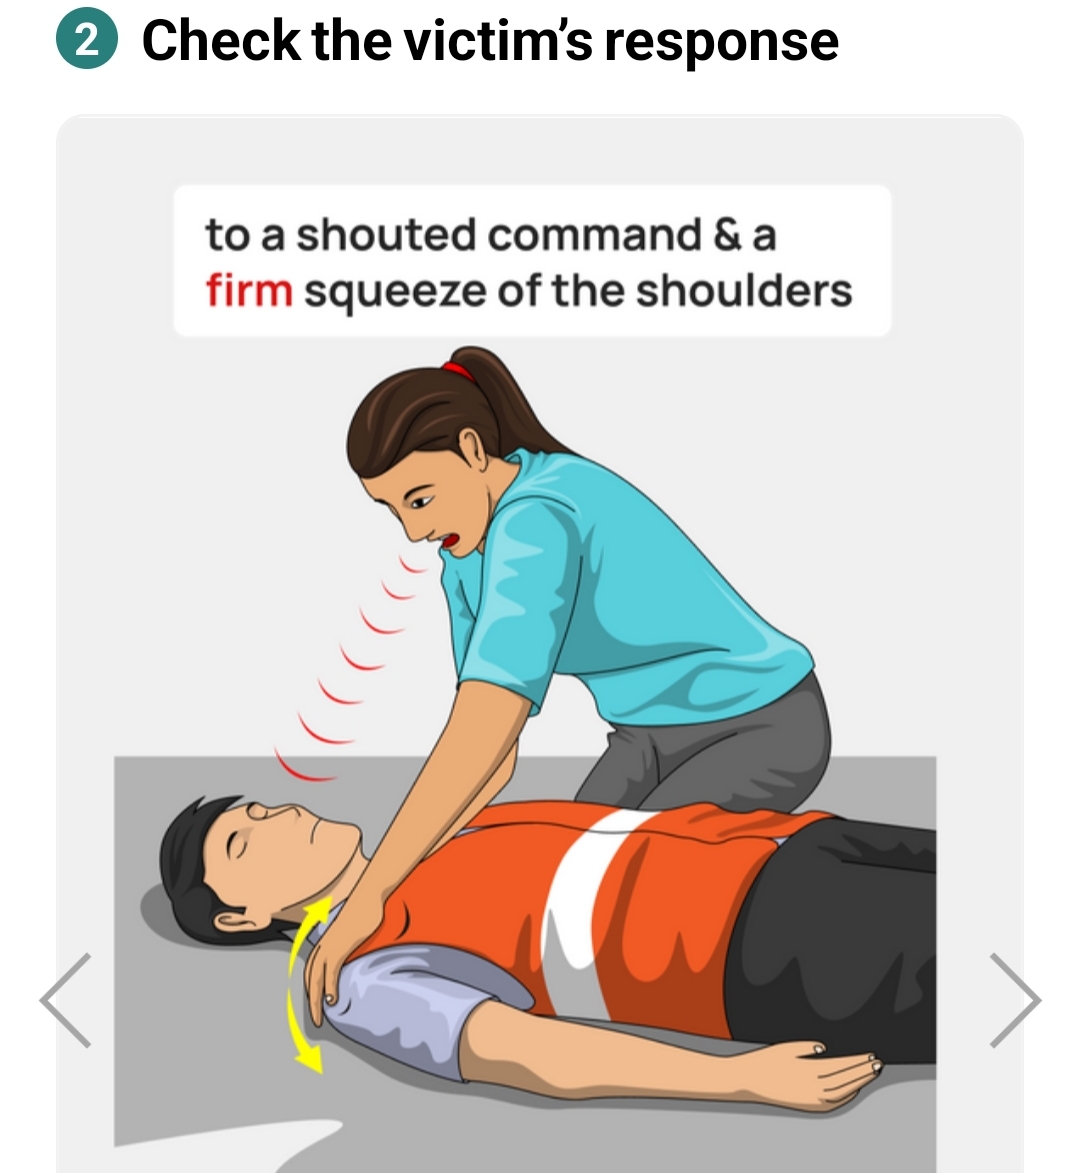 2 Check the victim’s response
to a shouted command & a
firm squeeze of the shoulders